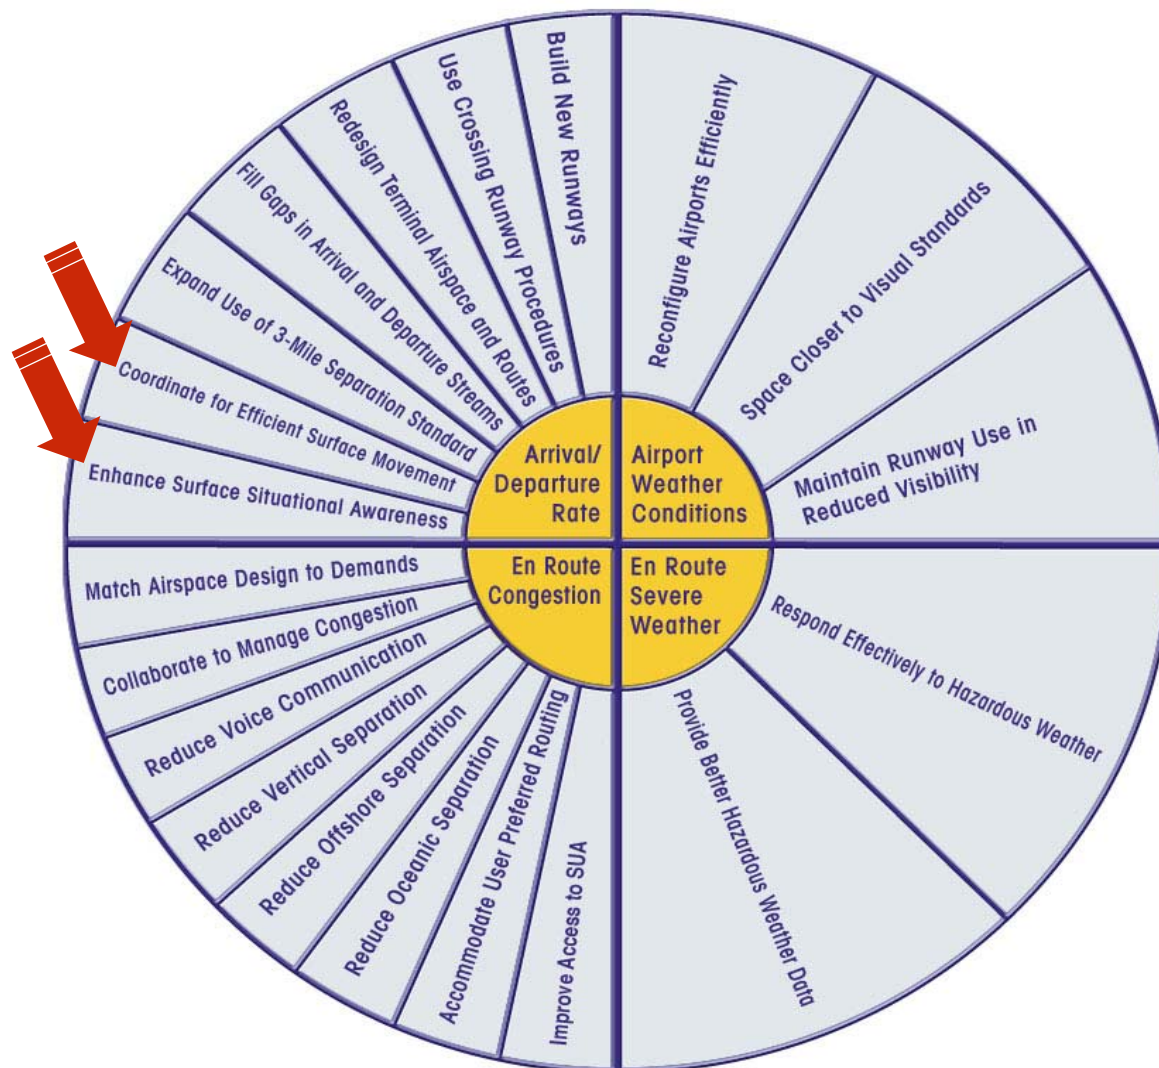 Build New Runways
Use Crossing Runway Procedures
Redesign Terminal Airspace and Routes
Fill Gaps in Arrival and Departure Streams
Expand Use of 3-Mile Separation Standard
Coordinate for Efficient Surface Movement
Enhance Surface Situational Awareness
Arrival/
Departure
Rate
Reconfigure Airports Efficiently
Space Closer to Visual Standards
Maintain Runway Use in
Reduced Visibility
Airport
Weather
Conditions
Match Airspace Design to Demands
Collaborate to Manage Congestion
Reduce Voice Communication
Reduce Vertical Separation
Reduce Offshore Separation
Reduce Oceanic Separation
Accommodate User Preferred Routing
Improve Access to SUA
En Route
Congestion
En Route
Severe
Weather
Respond Effectively to Hazardous Weather
Provide Better Hazardous Weather Data